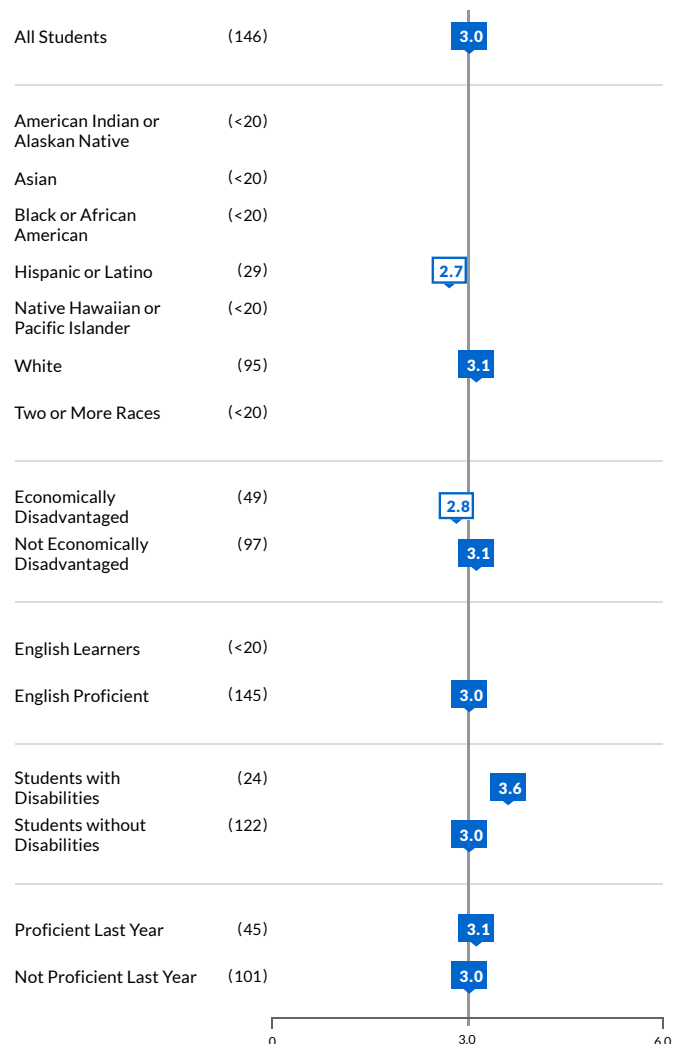 All Students (146) 3.0
American Indian or (<20)
Alaskan Native
Asian (<20)
Black or African (<20)
American
Hispanic or Latino (29) 2.7
Native Hawaiian or (<20)
Pacific Islander
White (95) 3.1
Two or More Races (<20)
Economically (49) 2.8
Disadvantaged
Not Economically (97) 3.1
Disadvantaged
English Learners (<20)
English Proficient (145) 3.0
Students with (24) 3.6
Disabilities
Students without (122) 3.0
Disabilities
Proficient Last Year (45) 3.1
Not Proficient Last Year (101) 3.0
0 3.0 6.0